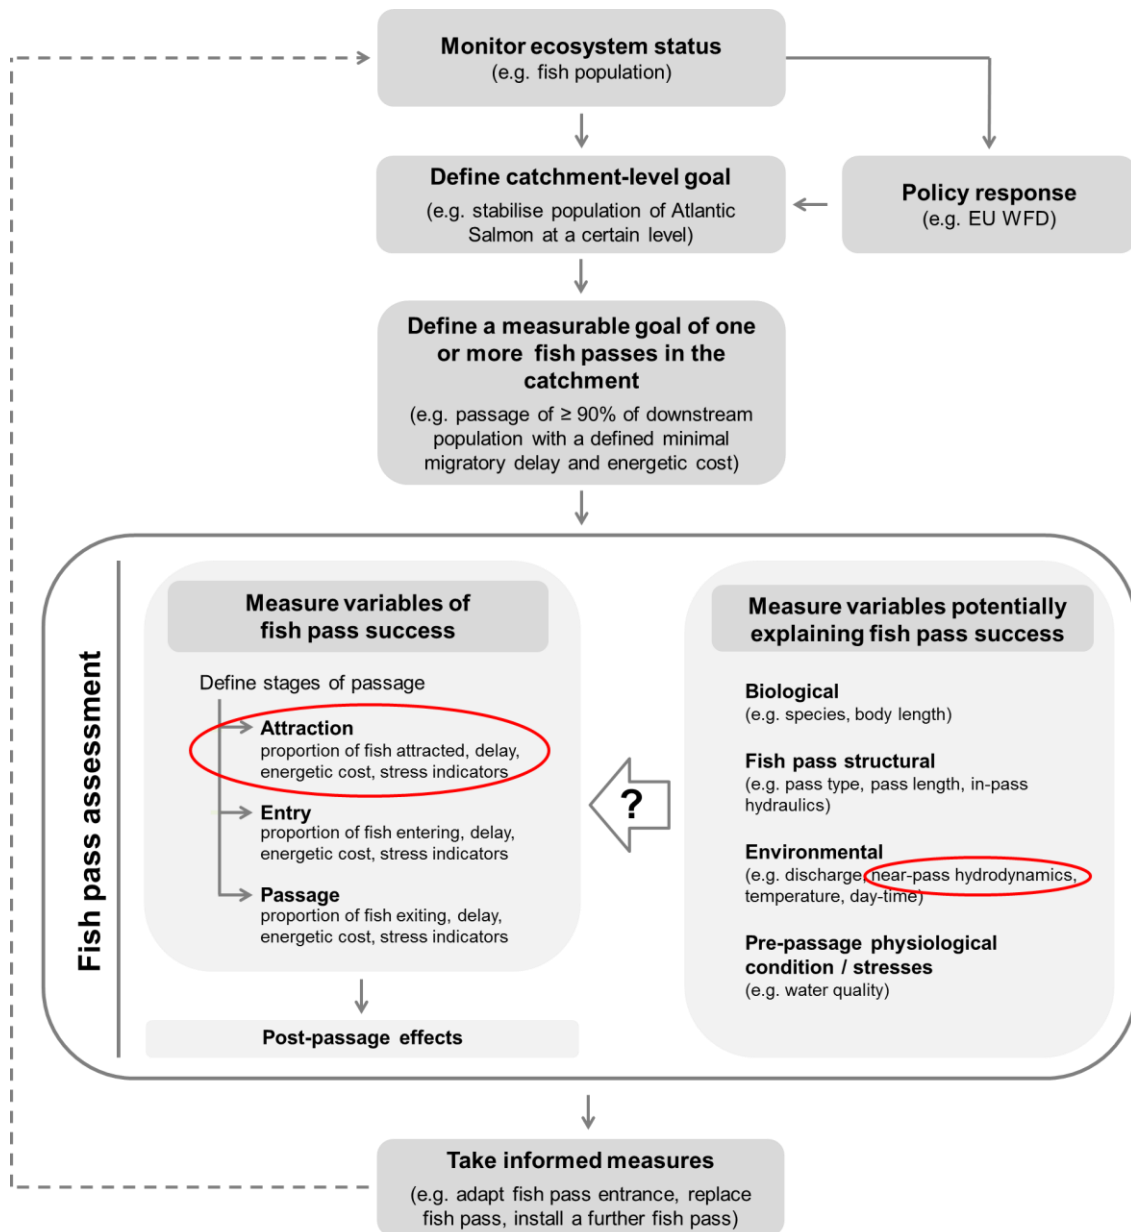 Monitor ecosystem status
(e.g. fish population)
Define catchment-level goal
(e.g. stabilise population of Atlantic
Salmon at a certain level)
Policy response
(e.g. EU WFD)
Define a measurable goal of one
or more fish passes in the
catchment
(e.g. passage of ≥ 90% of downstream
population with a defined minimal
migratory delay and energetic cost)
Fish pass assessment
Measure variables of
fish pass success
Define stages of passage
Attraction
proportion of fish attracted, delay,
energetic cost, stress indicators
Entry
proportion of fish entering, delay,
energetic cost, stress indicators
Passage
proportion of fish exiting, delay,
energetic cost, stress indicators
Post-passage effects
?
Measure variables potentially
explaining fish pass success
Biological
(e.g. species, body length)
Fish pass structural
(e.g. pass type, pass length, in-pass
hydraulics)
Environmental
(e.g. discharge, near-pass hydrodynamics,
temperature, day-time)
Pre-passage physiological
condition / stresses
(e.g. water quality)
Take informed measures
(e.g. adapt fish pass entrance, replace
fish pass, install a further fish pass)